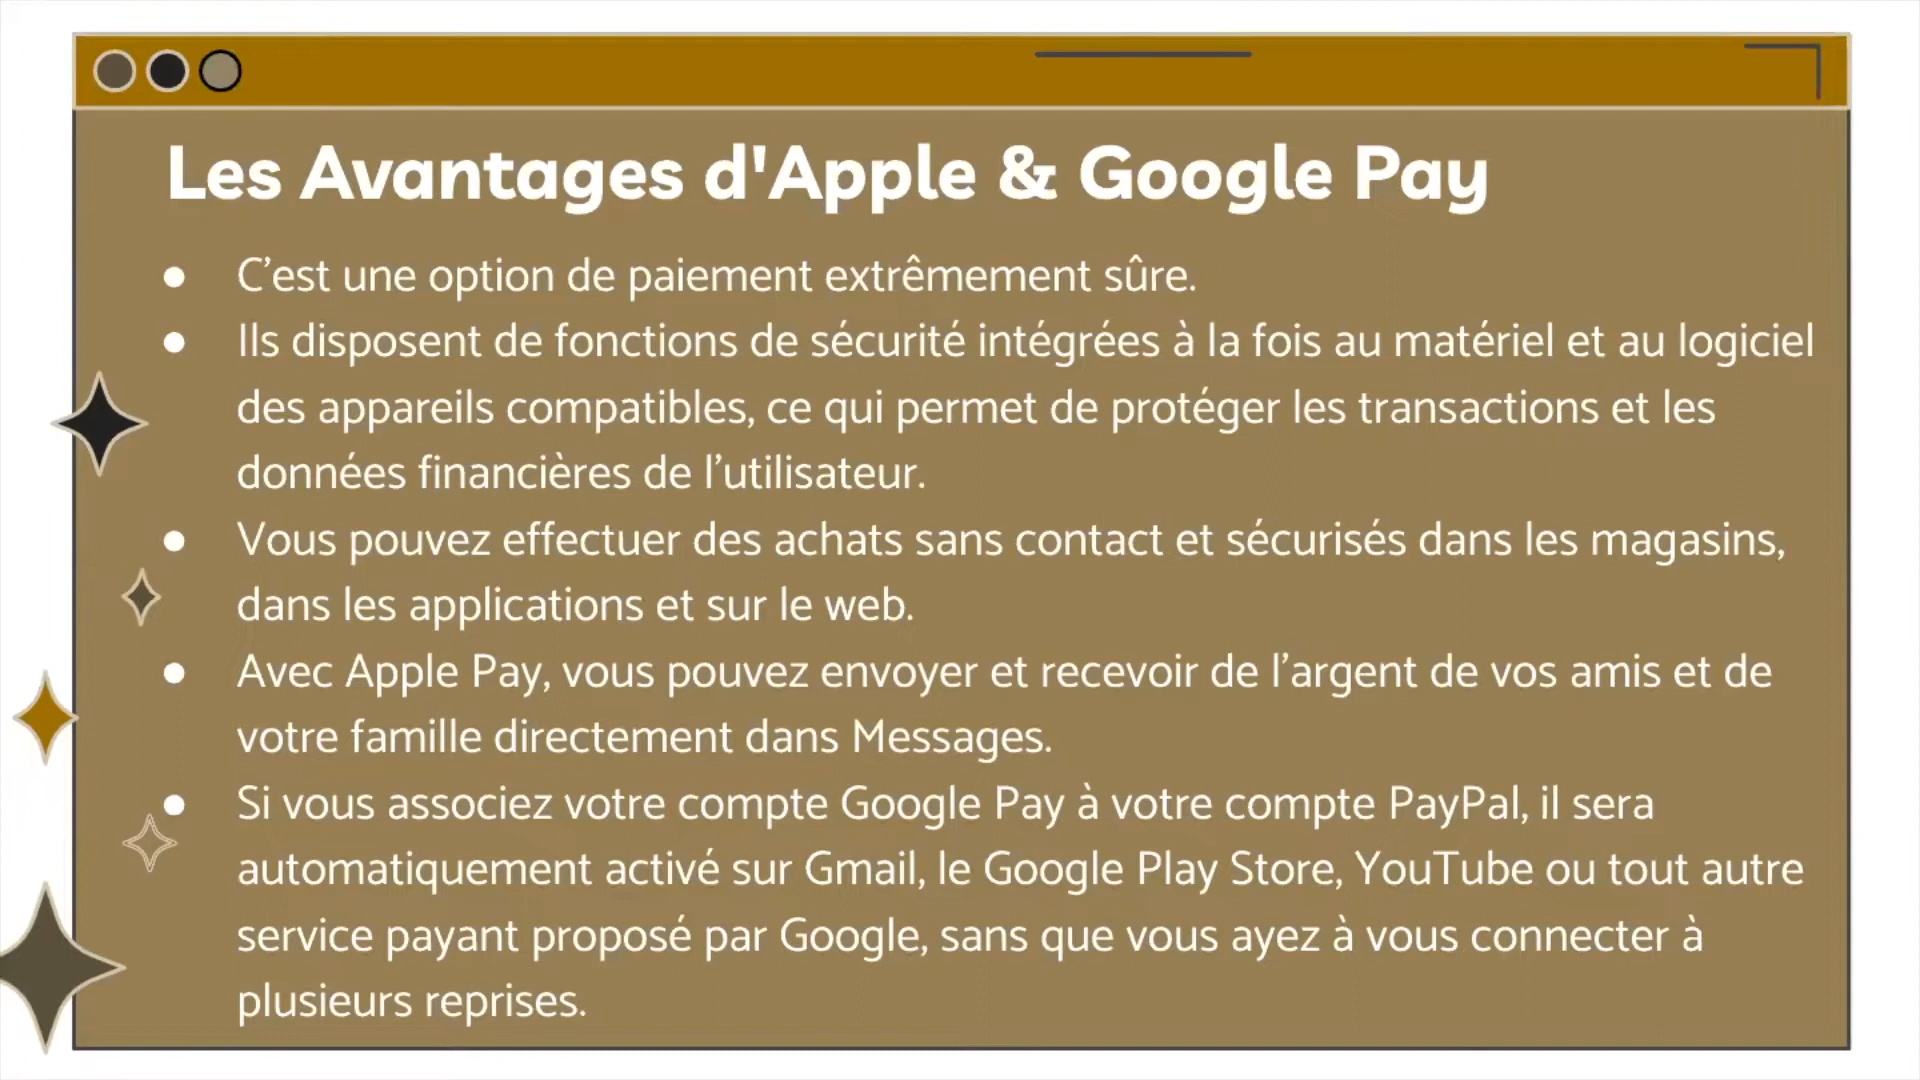 Les Avantages d'Apple & Google Pay
● C’est une option de paiement extrêmement sûre.
● Ils disposent de fonctions de sécurité intégrées à la fois au matériel et au logiciel
des appareils compatibles, ce qui permet de protéger les transactions et les
données financières de l’utilisateur.
● Vous pouvez effectuer des achats sans contact et sécurisés dans les magasins,
dans les applications et sur le web.
● Avec Apple Pay, vous pouvez envoyer et recevoir de l’argent de vos amis et de
votre famille directement dans Messages.
● Si vous associez votre compte Google Pay à votre compte PayPal, il sera
automatiquement activé sur Gmail, le Google Play Store, YouTube ou tout autre
service payant proposé par Google, sans que vous ayez à vous connecter à
plusieurs reprises.